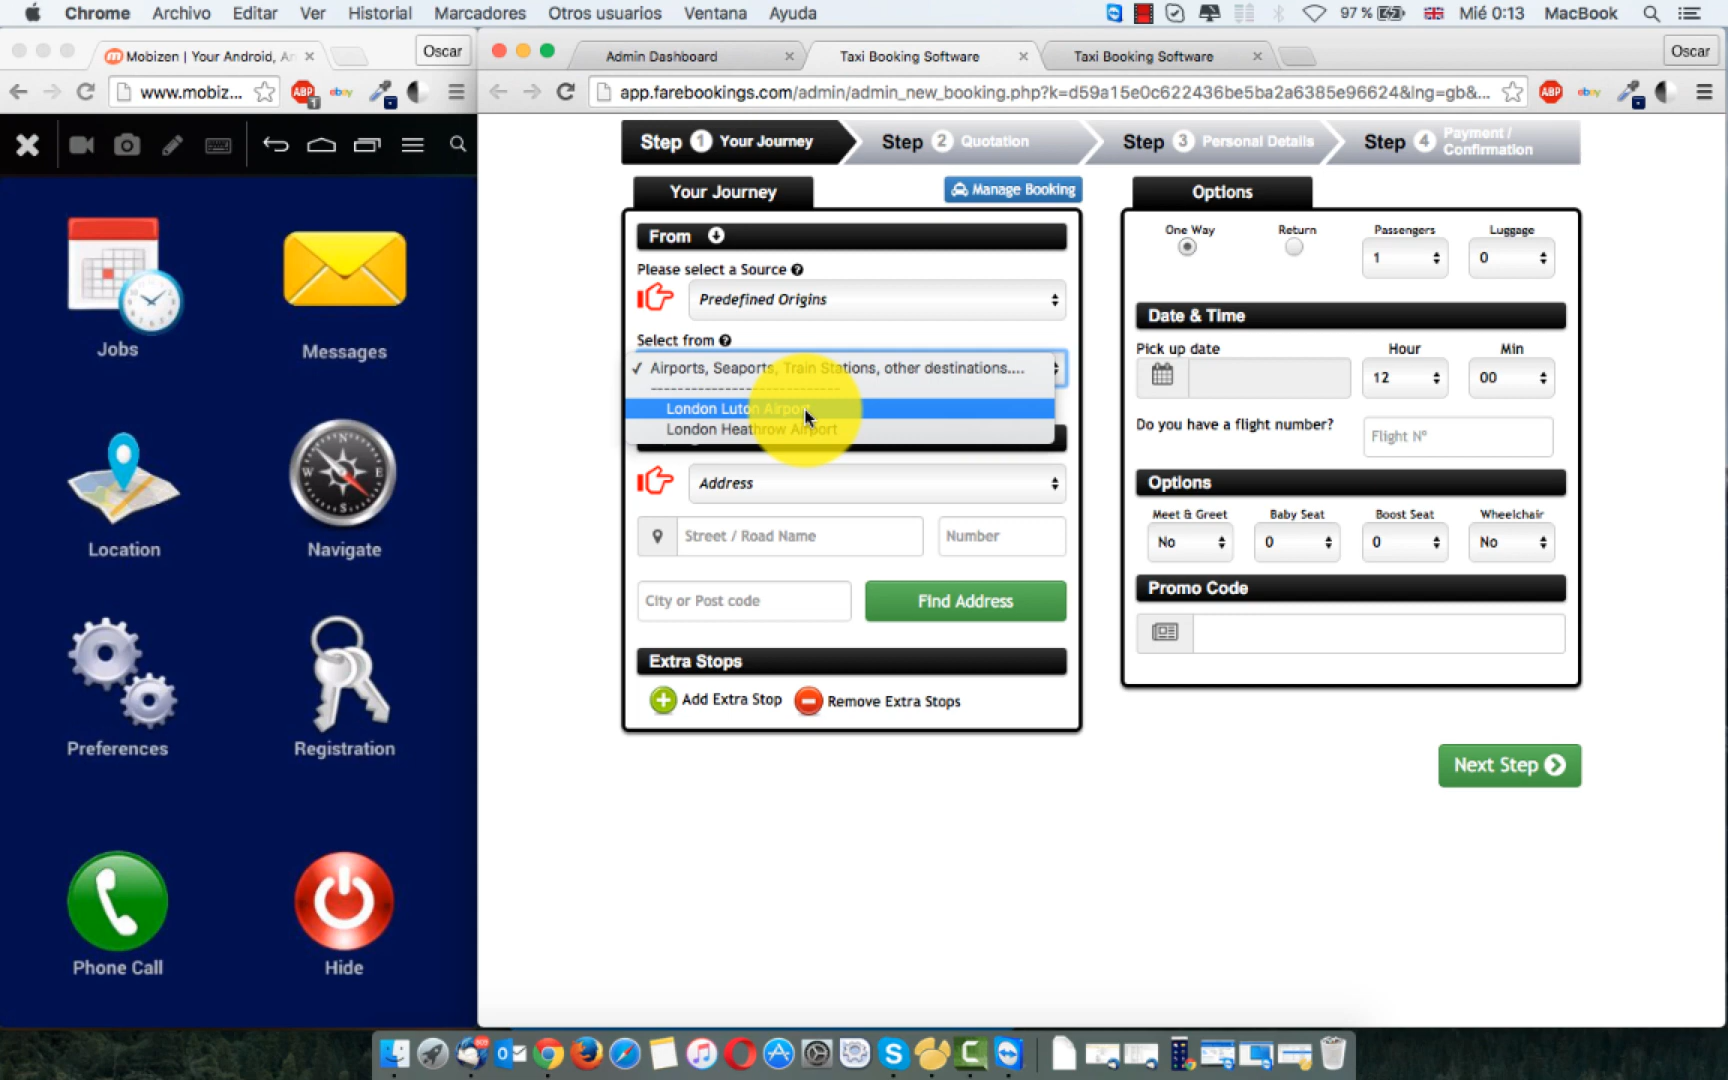 Chrome Archivo Editar Ver Historial Marcadores Otros usuarios Ventana Ayuda 97 % Mié 0:13 MacBook
Mobizen | Your Android, An Oscar
www.mobiz... ABP 1 ebay
Admin Dashboard Taxi Booking Software Taxi Booking Software Oscar
app.farebookings.com/admin/admin_new_booking.php?k=d59a15e0c622436be5ba2a6385e96624&lng=gb&... ABP ebay
Jobs Messages
Location Navigate
Preferences Registration
Phone Call Hide
Step 1 Your Journey Step 2 Quotation Step 3 Personal Details Step 4 Payment /
Confirmation
Your Journey Manage Booking
From
Please select a Source
Predefined Origins
Select from
✓ Airports, Seaports, Train Stations, other destinations....
--------------------------
London Luton Airport
London Heathrow Airport
Address
Street / Road Name Number
City or Post code Find Address
Extra Stops
Add Extra Stop Remove Extra Stops
Options
One Way Return Passengers Luggage
1 0
Date & Time
Pick up date Hour Min
12 00
Do you have a flight number? Flight Nº
Options
Meet & Greet Baby Seat Boost Seat Wheelchair
No 0 0 No
Promo Code
Next Step